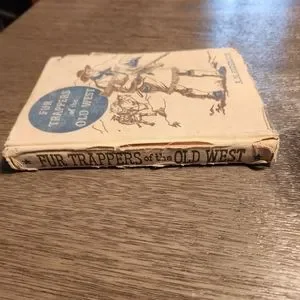 FUR
TRAPPERS
of the
OLD WEST
FUR TRAPPERS of the OLD WEST